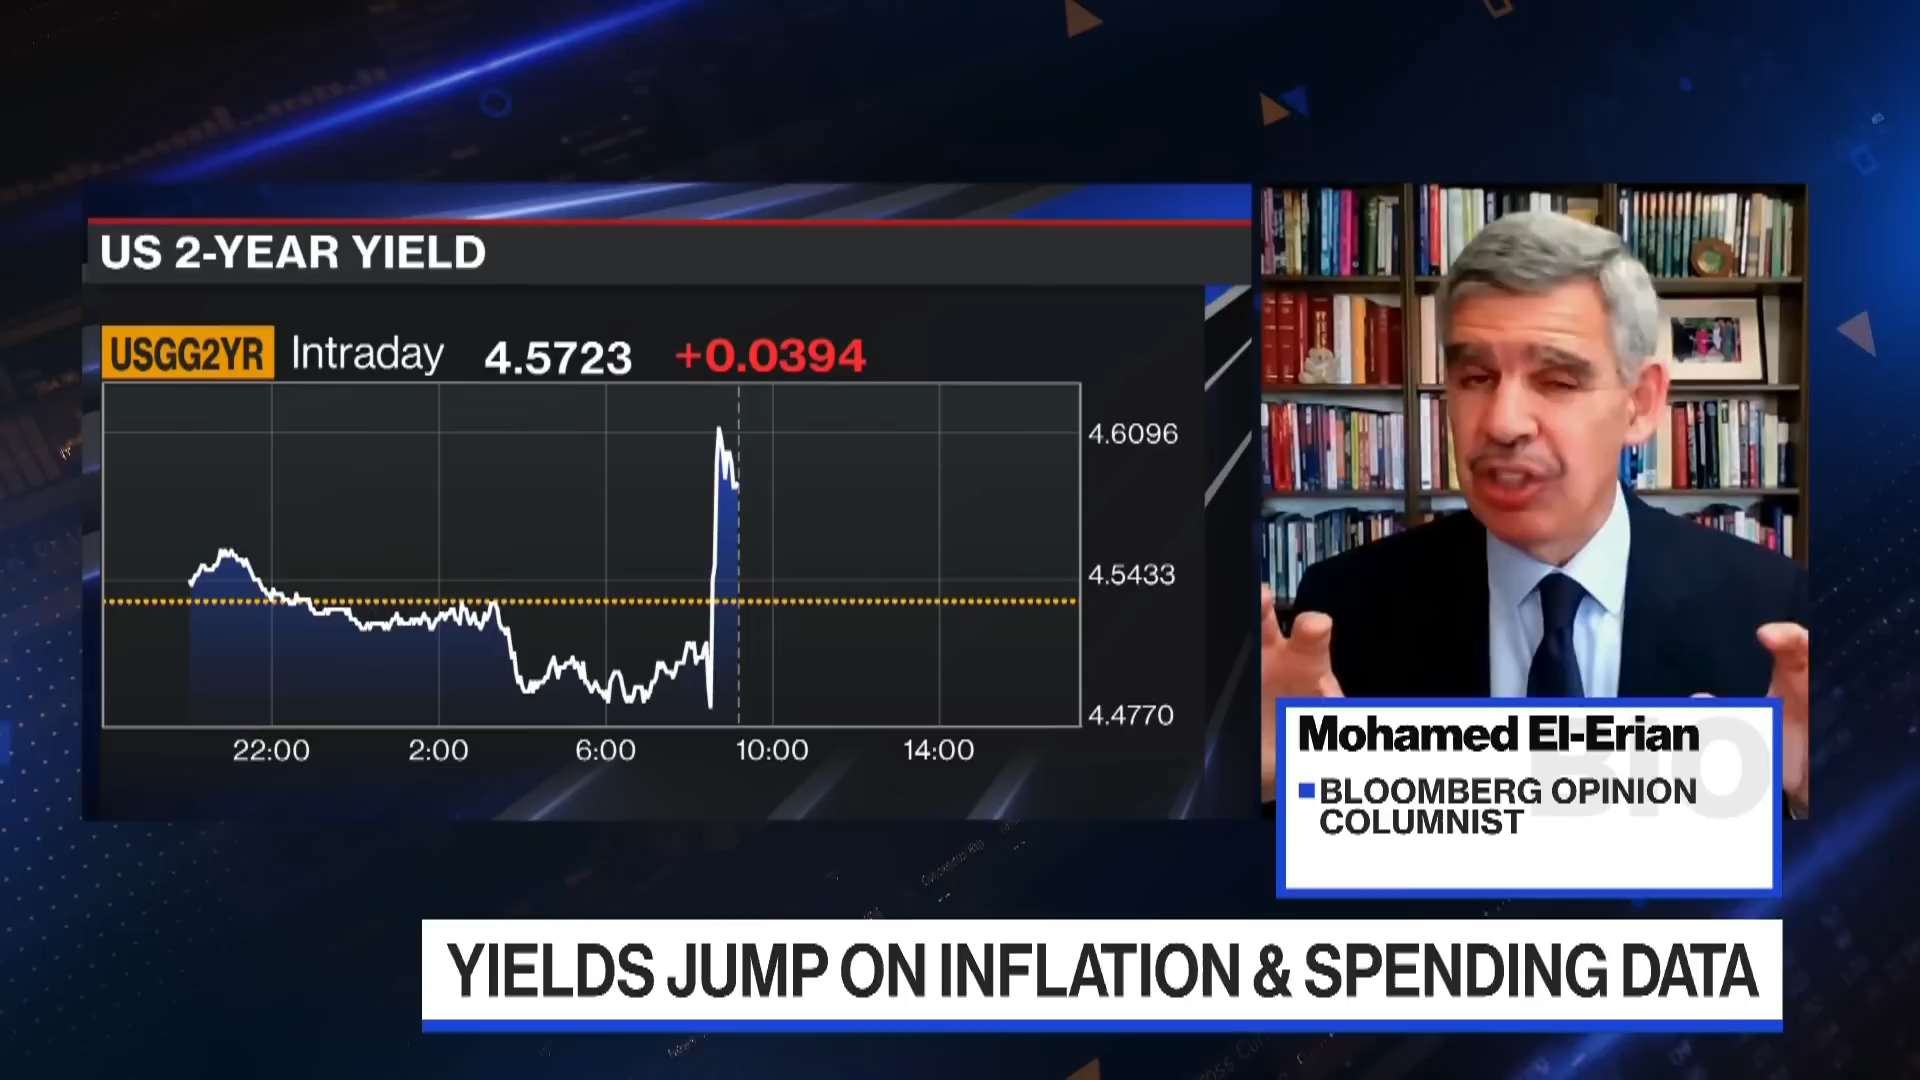 US 2-YEAR YIELD
USGG2YR Intraday 4.5723 +0.0394
4.6096
4.5433
4.4770
22:00 2:00 6:00 10:00 14:00
Mohamed El-Erian
BLOOMBERG OPINION
COLUMNIST
BIO
YIELDS JUMP ON INFLATION & SPENDING DATA